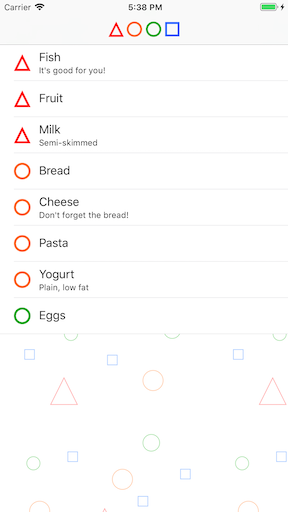 Carrier 5:38 PM
Fish
It's good for you!
Fruit
Milk
Semi-skimmed
Bread
Cheese
Don't forget the bread!
Pasta
Yogurt
Plain, low fat
Eggs